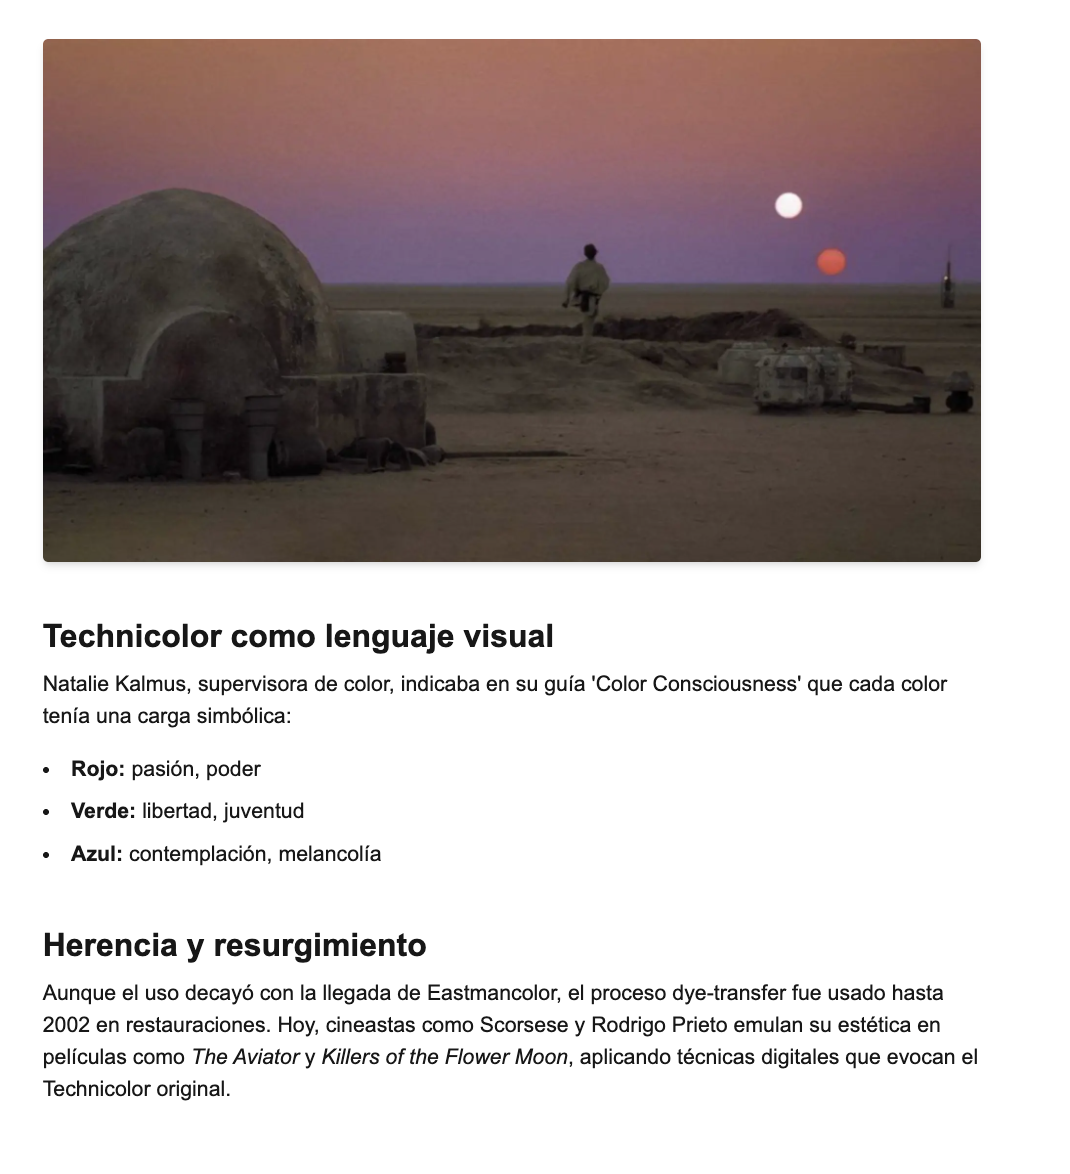 Technicolor como lenguaje visual
Natalie Kalmus, supervisora de color, indicaba en su guía 'Color Consciousness' que cada color
tenía una carga simbólica:
• Rojo: pasión, poder
• Verde: libertad, juventud
• Azul: contemplación, melancolía
Herencia y resurgimiento
Aunque el uso decayó con la llegada de Eastmancolor, el proceso dye-transfer fue usado hasta
2002 en restauraciones. Hoy, cineastas como Scorsese y Rodrigo Prieto emulan su estética en
películas como The Aviator y Killers of the Flower Moon, aplicando técnicas digitales que evocan el
Technicolor original.